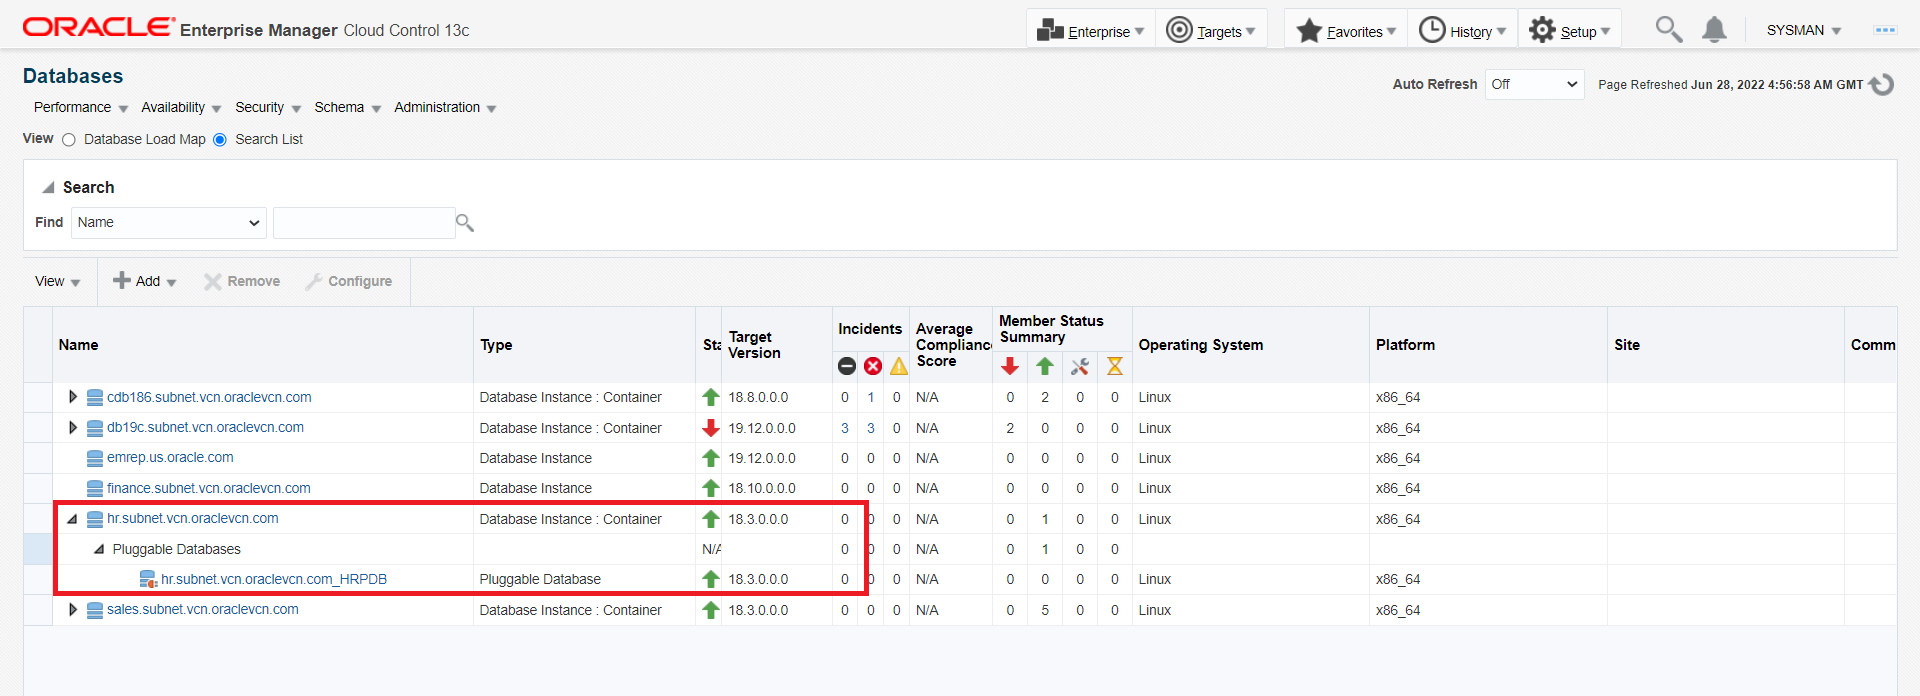 ORACLE Enterprise Manager Cloud Control 13c Enterprise Targets Favorites History Setup SYSMAN
Databases
Auto Refresh Off Page Refreshed Jun 28, 2022 4:56:58 AM GMT
Performance Availability Security Schema Administration
View Database Load Map Search List
Search
Find Name
View Add Remove Configure
Name Type Sta Target Version Incidents Average Compliance Score Member Status Summary Operating System Platform Site Comm
cdb186.subnet.vcn.oraclevcn.com Database Instance : Container 18.8.0.0.0 0 1 0 N/A 0 2 0 0 Linux x86_64
db19c.subnet.vcn.oraclevcn.com Database Instance : Container 19.12.0.0.0 3 3 0 N/A 2 0 0 0 Linux x86_64
emrep.us.oracle.com Database Instance 19.12.0.0.0 0 0 0 N/A 0 0 0 0 Linux x86_64
finance.subnet.vcn.oraclevcn.com Database Instance 18.10.0.0.0 0 0 0 N/A 0 0 0 0 Linux x86_64
hr.subnet.vcn.oraclevcn.com Database Instance : Container 18.3.0.0.0 0 0 0 N/A 0 1 0 0 Linux x86_64
Pluggable Databases N/A 0 0 0 N/A 0 1 0 0
hr.subnet.vcn.oraclevcn.com_HRPDB Pluggable Database 18.3.0.0.0 0 0 0 N/A 0 0 0 0 Linux x86_64
sales.subnet.vcn.oraclevcn.com Database Instance : Container 18.3.0.0.0 0 0 0 N/A 0 5 0 0 Linux x86_64